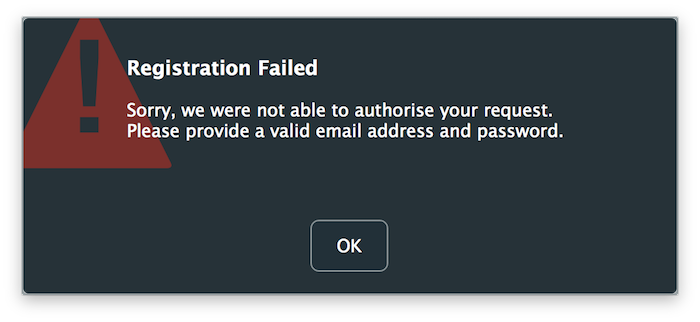 Registration Failed
Sorry, we were not able to authorise your request.
Please provide a valid email address and password.
OK